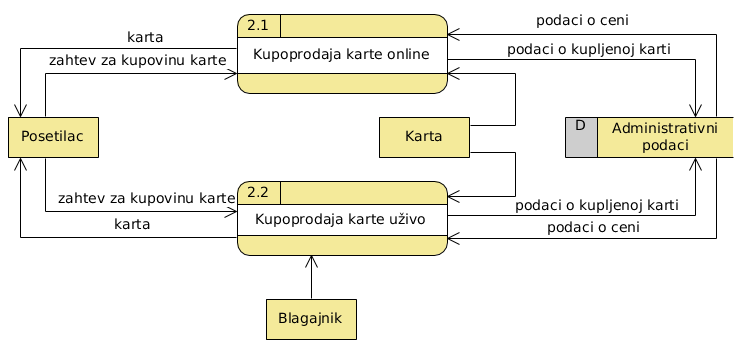 2.1
podaci o ceni
karta
Kupoprodaja karte online
podaci o kupljenoj karti
zahtev za kupovinu karte
Posetilac
Karta
D
Administrativni
podaci
2.2
zahtev za kupovinu karte
podaci o kupljenoj karti
Kupoprodaja karte uživo
karta
podaci o ceni
Blagajnik